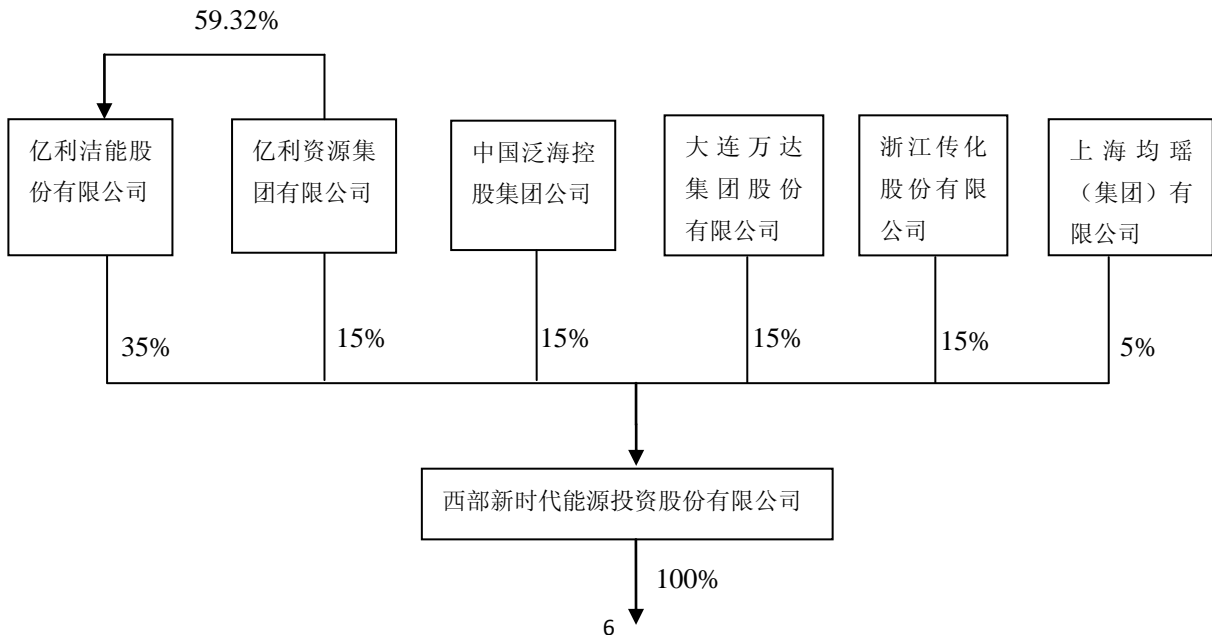 59.32%
亿利洁能股
份有限公司
亿利资源集
团有限公司
中国泛海控
股集团公司
大连万达
集团股份
有限公司
浙江传化
股份有限
公司
上海均瑶
（集团）有
限公司
35%
15%
15%
15%
15%
5%
西部新时代能源投资股份有限公司
100%
6